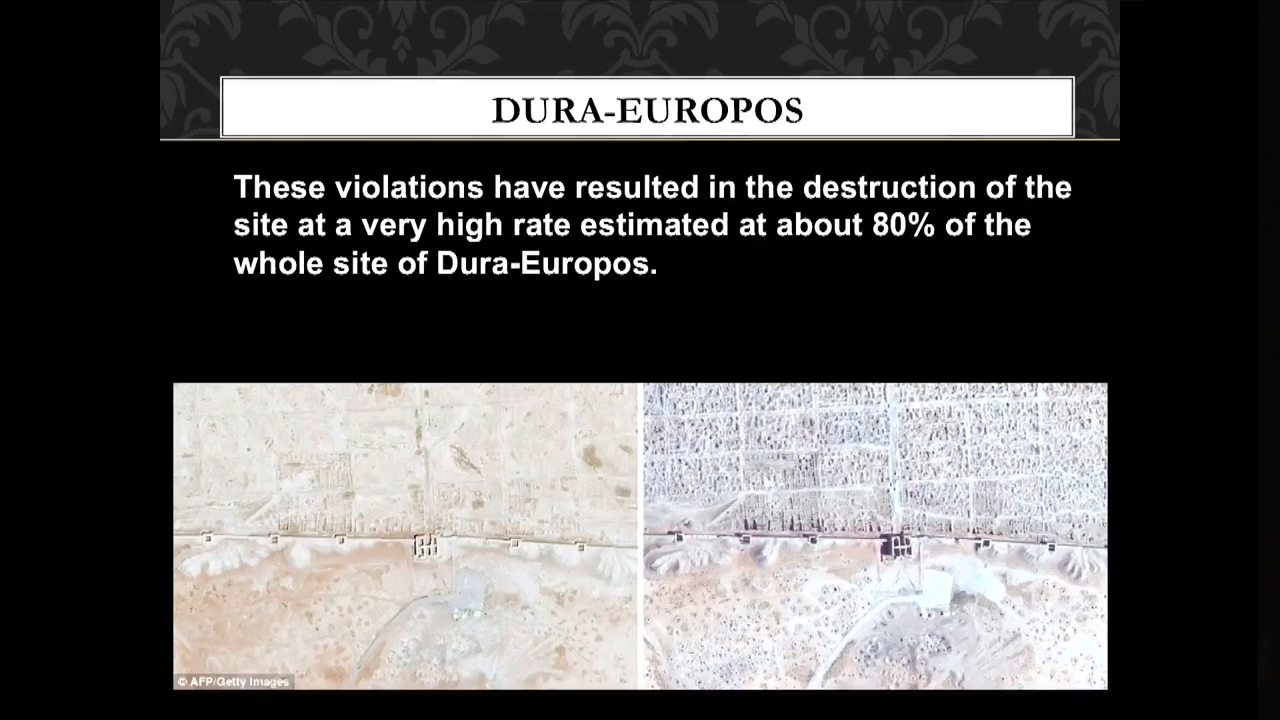 DURA-EUROPOS
These violations have resulted in the destruction of the
site at a very high rate estimated at about 80% of the
whole site of Dura-Europos.
© AFP/Getty Images